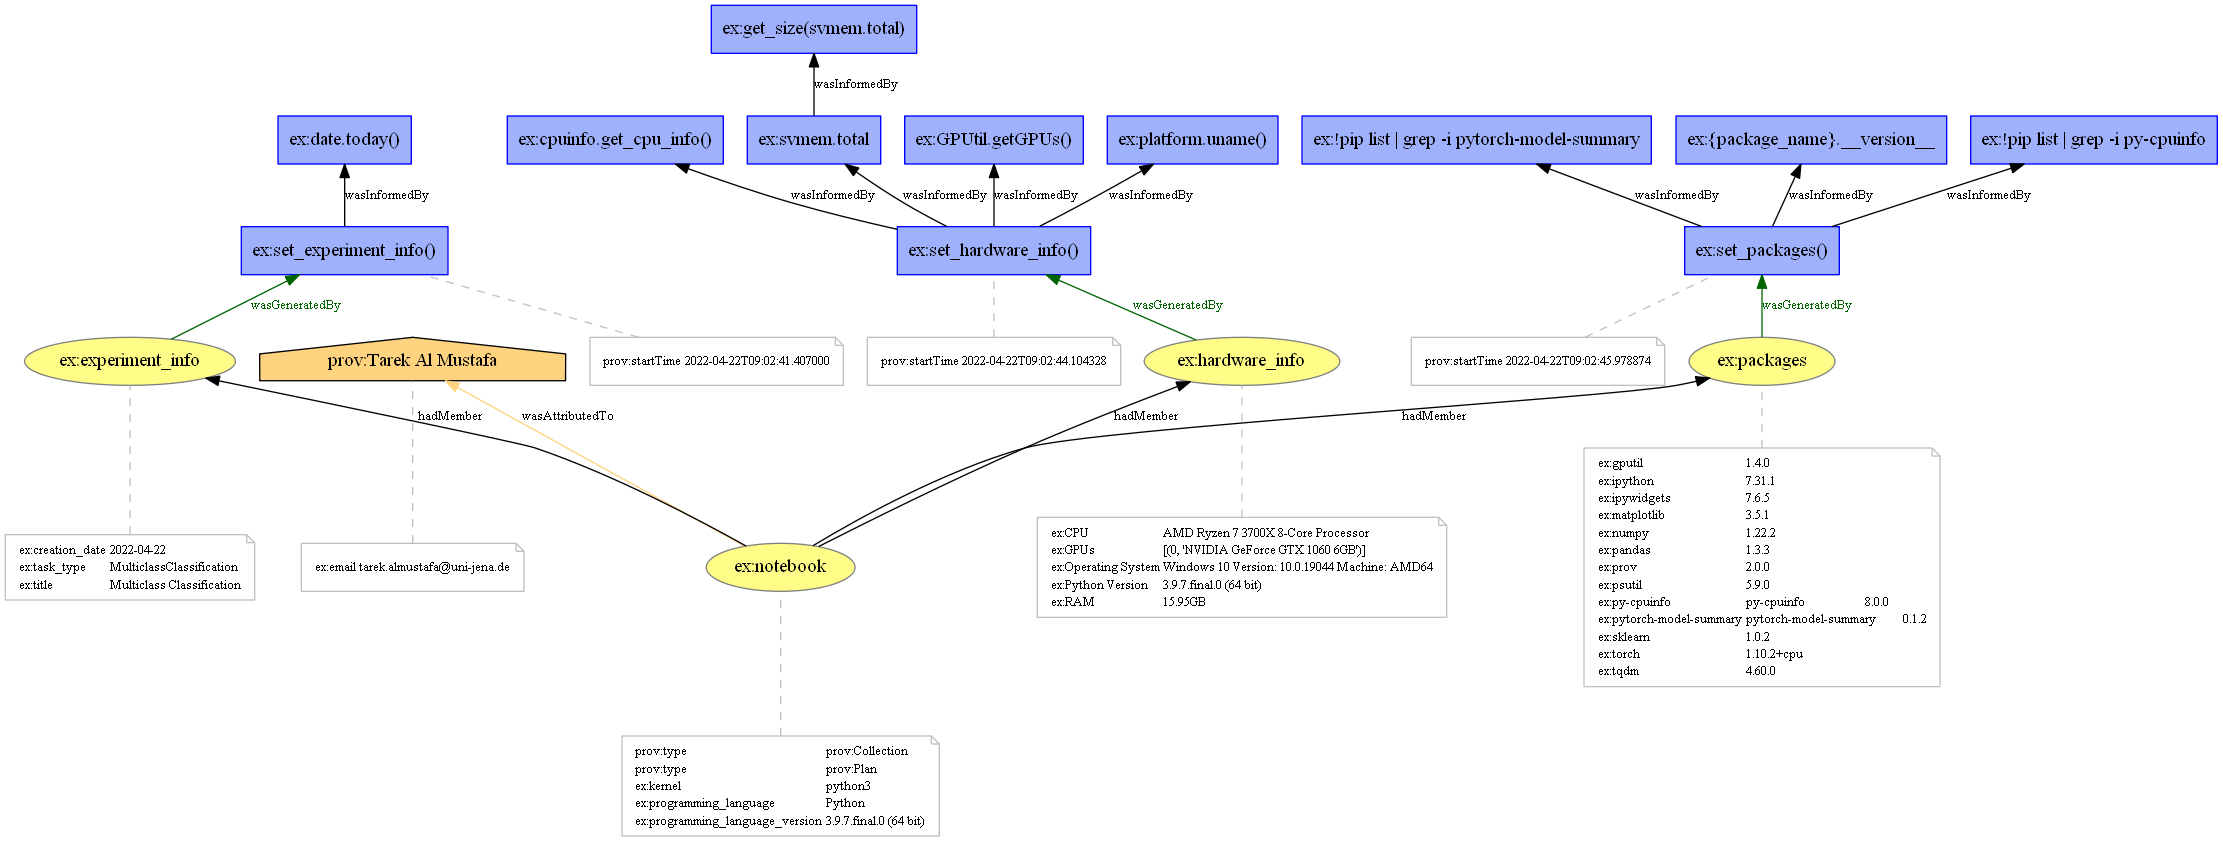 ex:get_size(svmem.total)
wasInformedBy
ex:date.today()
ex:cpuinfo.get_cpu_info()
ex:svmem.total
ex:GPUtil.getGPUs()
ex:platform.uname()
ex:!pip list | grep -i pytorch-model-summary
ex:{package_name}.__version__
ex:!pip list | grep -i py-cpuinfo
wasInformedBy
wasInformedBy
wasInformedBy
wasInformedBy
wasInformedBy
wasInformedBy
wasInformedBy
wasInformedBy
ex:set_experiment_info()
ex:set_hardware_info()
ex:set_packages()
wasGeneratedBy
wasGeneratedBy
wasGeneratedBy
ex:experiment_info
prov:Tarek Al Mustafa
prov:startTime 2022-04-22T09:02:41.407000
prov:startTime 2022-04-22T09:02:44.104328
ex:hardware_info
prov:startTime 2022-04-22T09:02:45.978874
ex:packages
hadMember
wasAttributedTo
hadMember
hadMember
ex:creation_date 2022-04-22
ex:task_type MulticlassClassification
ex:title Multiclass Classification
ex:email tarek.almustafa@uni-jena.de
ex:notebook
ex:CPU AMD Ryzen 7 3700X 8-Core Processor
ex:GPUs [(0, 'NVIDIA GeForce GTX 1060 6GB')]
ex:Operating System Windows 10 Version: 10.0.19044 Machine: AMD64
ex:Python Version 3.9.7.final.0 (64 bit)
ex:RAM 15.95GB
ex:gputil 1.4.0
ex:ipython 7.31.1
ex:ipywidgets 7.6.5
ex:matplotlib 3.5.1
ex:numpy 1.22.2
ex:pandas 1.3.3
ex:prov 2.0.0
ex:psutil 5.9.0
ex:py-cpuinfo py-cpuinfo 8.0.0
ex:pytorch-model-summary pytorch-model-summary 0.1.2
ex:sklearn 1.0.2
ex:torch 1.10.2+cpu
ex:tqdm 4.60.0
prov:type prov:Collection
prov:type prov:Plan
ex:kernel python3
ex:programming_language Python
ex:programming_language_version 3.9.7.final.0 (64 bit)